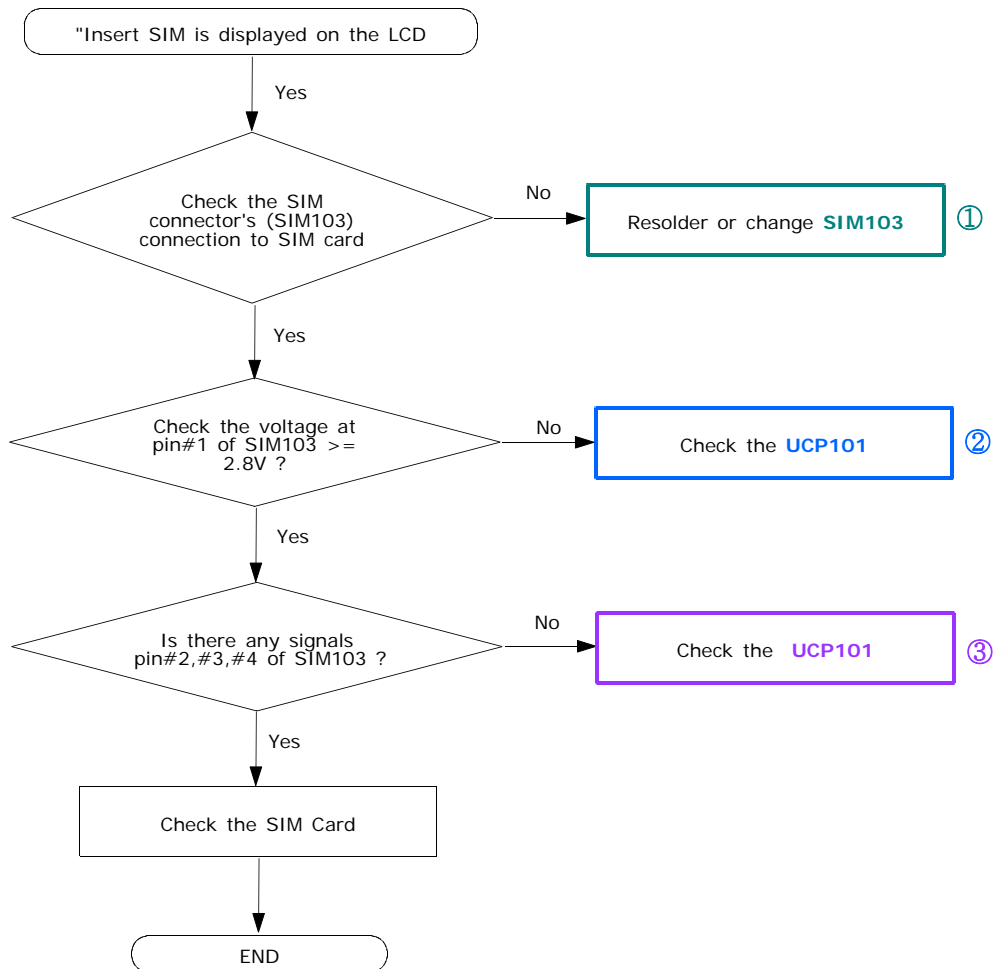 "Insert SIM is displayed on the LCD
Yes
Check the SIM
connector's (SIM103)
connection to SIM card
No
Resolder or change SIM103
①
Yes
Check the voltage at
pin#1 of SIM103 >=
2.8V ?
No
Check the UCP101
②
Yes
Is there any signals
pin#2,#3,#4 of SIM103 ?
No
Check the UCP101
③
Yes
Check the SIM Card
END